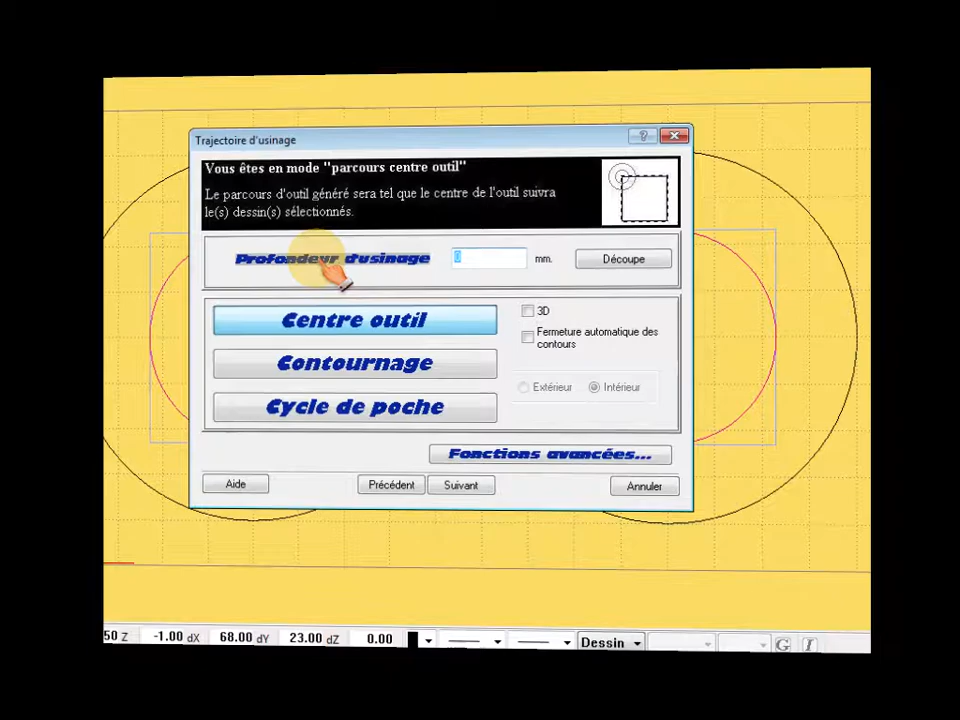 Trajectoire d'usinage
Vous êtes en mode "parcours centre outil"
Le parcours d'outil généré sera tel que le centre de l'outil suivra
le(s) dessin(s) sélectionnés.
Profondeur d'usinage 0 mm. Découpe
Centre outil
3D
Fermeture automatique des
contours
Contournage
Extérieur Intérieur
Cycle de poche
Fonctions avancées...
Aide Précédent Suivant Annuler
50 Z -1.00 dX 68.00 dY 23.00 dZ 0.00 Dessin G I